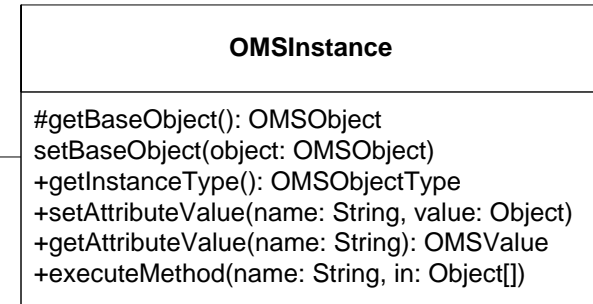 OMSInstance
#getBaseObject(): OMSObject
setBaseObject(object: OMSObject)
+getInstanceType(): OMSObjectType
+setAttributeValue(name: String, value: Object)
+getAttributeValue(name: String): OMSValue
+executeMethod(name: String, in: Object[])